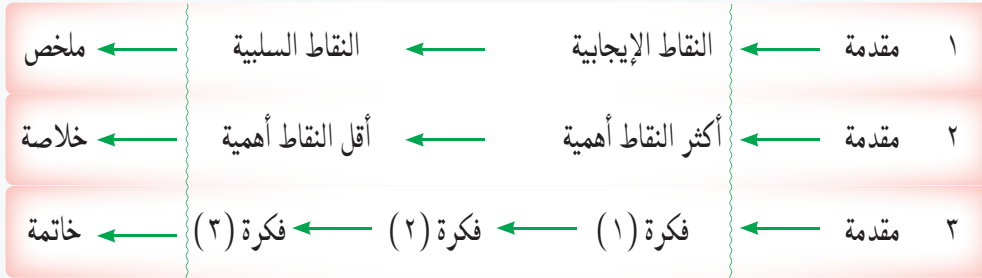 ١ مقدمة ← النقاط الإيجابية ← النقاط السلبية ← ملخص
٢ مقدمة ← أكثر النقاط أهمية ← أقل النقاط أهمية ← خلاصة
٣ مقدمة ← فكرة (١) ← فكرة (٢) ← فكرة (٣) ← خاتمة